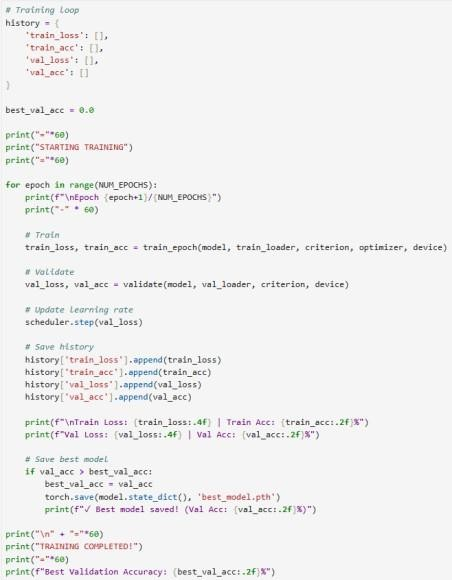 # Training loop
history = {
    'train_loss': [],
    'train_acc': [],
    'val_loss': [],
    'val_acc': []
}

best_val_acc = 0.0

print("="*60)
print("STARTING TRAINING")
print("="*60)

for epoch in range(NUM_EPOCHS):
    print(f"\nEpoch {epoch+1}/{NUM_EPOCHS}")
    print("-" * 60)

    # Train
    train_loss, train_acc = train_epoch(model, train_loader, criterion, optimizer, device)

    # Validate
    val_loss, val_acc = validate(model, val_loader, criterion, device)

    # Update learning rate
    scheduler.step(val_loss)

    # Save history
    history['train_loss'].append(train_loss)
    history['train_acc'].append(train_acc)
    history['val_loss'].append(val_loss)
    history['val_acc'].append(val_acc)

    print(f"\nTrain Loss: {train_loss:.4f} | Train Acc: {train_acc:.2f}%")
    print(f"Val Loss: {val_loss:.4f} | Val Acc: {val_acc:.2f}%")

    # Save best model
    if val_acc > best_val_acc:
        best_val_acc = val_acc
        torch.save(model.state_dict(), 'best_model.pth')
        print(f"✓ Best model saved! (Val Acc: {val_acc:.2f}%)")

print("\n" + "="*60)
print("TRAINING COMPLETED!")
print("="*60)
print(f"Best Validation Accuracy: {best_val_acc:.2f}%")